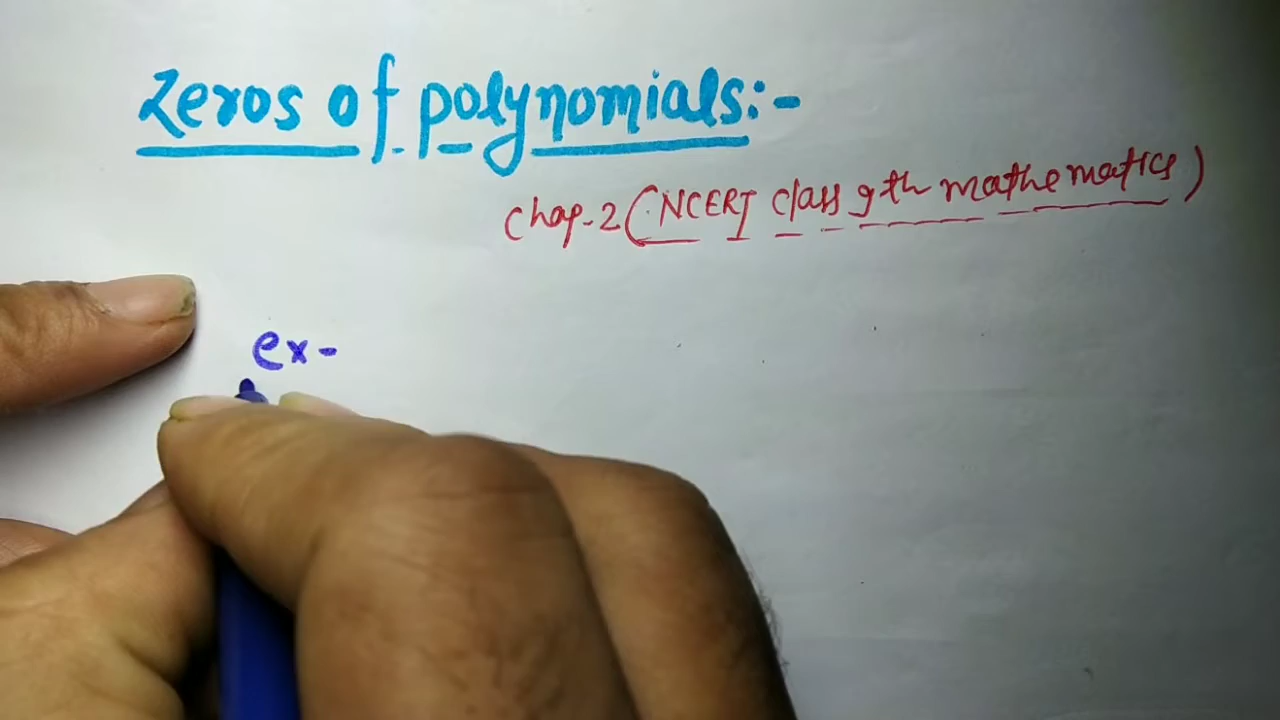 Zeros of polynomials:-
Chap-2 (NCERT class 9th mathematics)
ex-